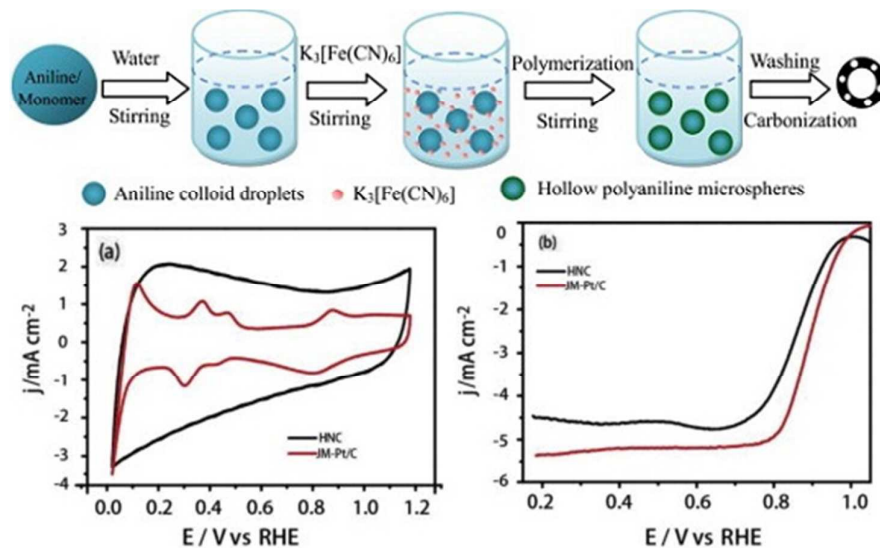 Aniline/
Monomer
Water
Stirring
K₃[Fe(CN)₆]
Stirring
Polymerization
Stirring
Washing
Carbonization
Aniline colloid droplets
K₃[Fe(CN)₆]
Hollow polyaniline microspheres
(a)
j/mA cm⁻²
3
2
1
0
-1
-2
-3
-4
HNC
JM-Pt/C
0.0 0.2 0.4 0.6 0.8 1.0 1.2
E / V vs RHE
(b)
HNC
JM-Pt/C
j/mA cm⁻²
0
-1
-2
-3
-4
-5
-6
0.2 0.4 0.6 0.8 1.0
E / V vs RHE